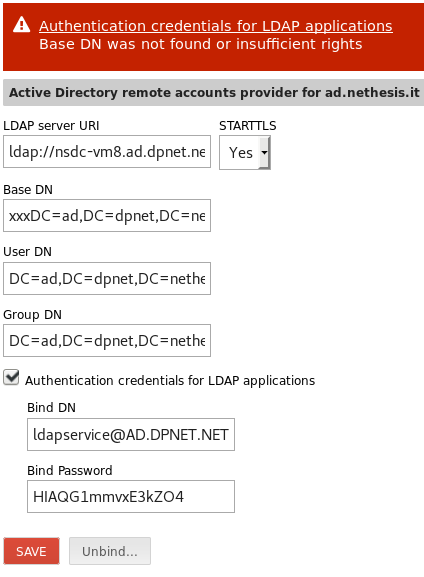 Authentication credentials for LDAP applications
Base DN was not found or insufficient rights
Active Directory remote accounts provider for ad.nethesis.it
LDAP server URI
STARTTLS
ldap://nsdc-vm8.ad.dpnet.ne
Yes
Base DN
xxxDC=ad,DC=dpnet,DC=ne
User DN
DC=ad,DC=dpnet,DC=nethe
Group DN
DC=ad,DC=dpnet,DC=nethe
Authentication credentials for LDAP applications
Bind DN
ldapservice@AD.DPNET.NET
Bind Password
HIAQG1mmvxE3kZO4
SAVE
Unbind...